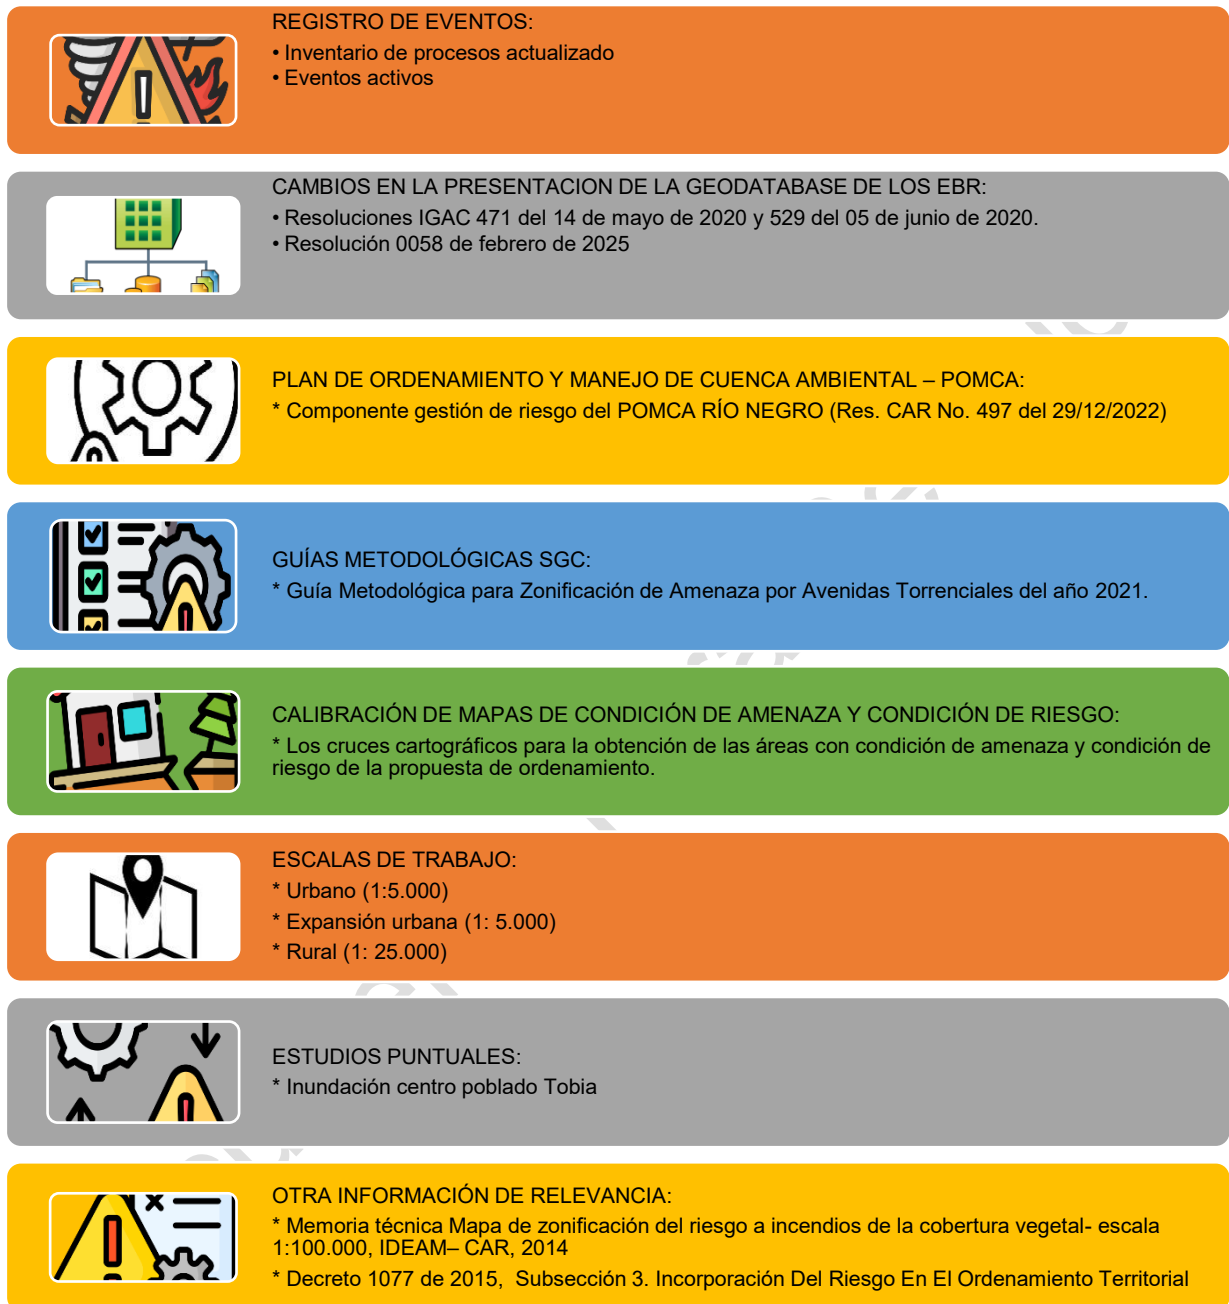 REGISTRO DE EVENTOS:
• Inventario de procesos actualizado
• Eventos activos
CAMBIOS EN LA PRESENTACION DE LA GEODATABASE DE LOS EBR:
• Resoluciones IGAC 471 del 14 de mayo de 2020 y 529 del 05 de junio de 2020.
• Resolución 0058 de febrero de 2025
PLAN DE ORDENAMIENTO Y MANEJO DE CUENCA AMBIENTAL – POMCA:
* Componente gestión de riesgo del POMCA RÍO NEGRO (Res. CAR No. 497 del 29/12/2022)
GUÍAS METODOLÓGICAS SGC:
* Guía Metodológica para Zonificación de Amenaza por Avenidas Torrenciales del año 2021.
CALIBRACIÓN DE MAPAS DE CONDICIÓN DE AMENAZA Y CONDICIÓN DE RIESGO:
* Los cruces cartográficos para la obtención de las áreas con condición de amenaza y condición de
riesgo de la propuesta de ordenamiento.
ESCALAS DE TRABAJO:
* Urbano (1:5.000)
* Expansión urbana (1: 5.000)
* Rural (1: 25.000)
ESTUDIOS PUNTUALES:
* Inundación centro poblado Tobia
OTRA INFORMACIÓN DE RELEVANCIA:
* Memoria técnica Mapa de zonificación del riesgo a incendios de la cobertura vegetal- escala
1:100.000, IDEAM– CAR, 2014
* Decreto 1077 de 2015, Subsección 3. Incorporación Del Riesgo En El Ordenamiento Territorial